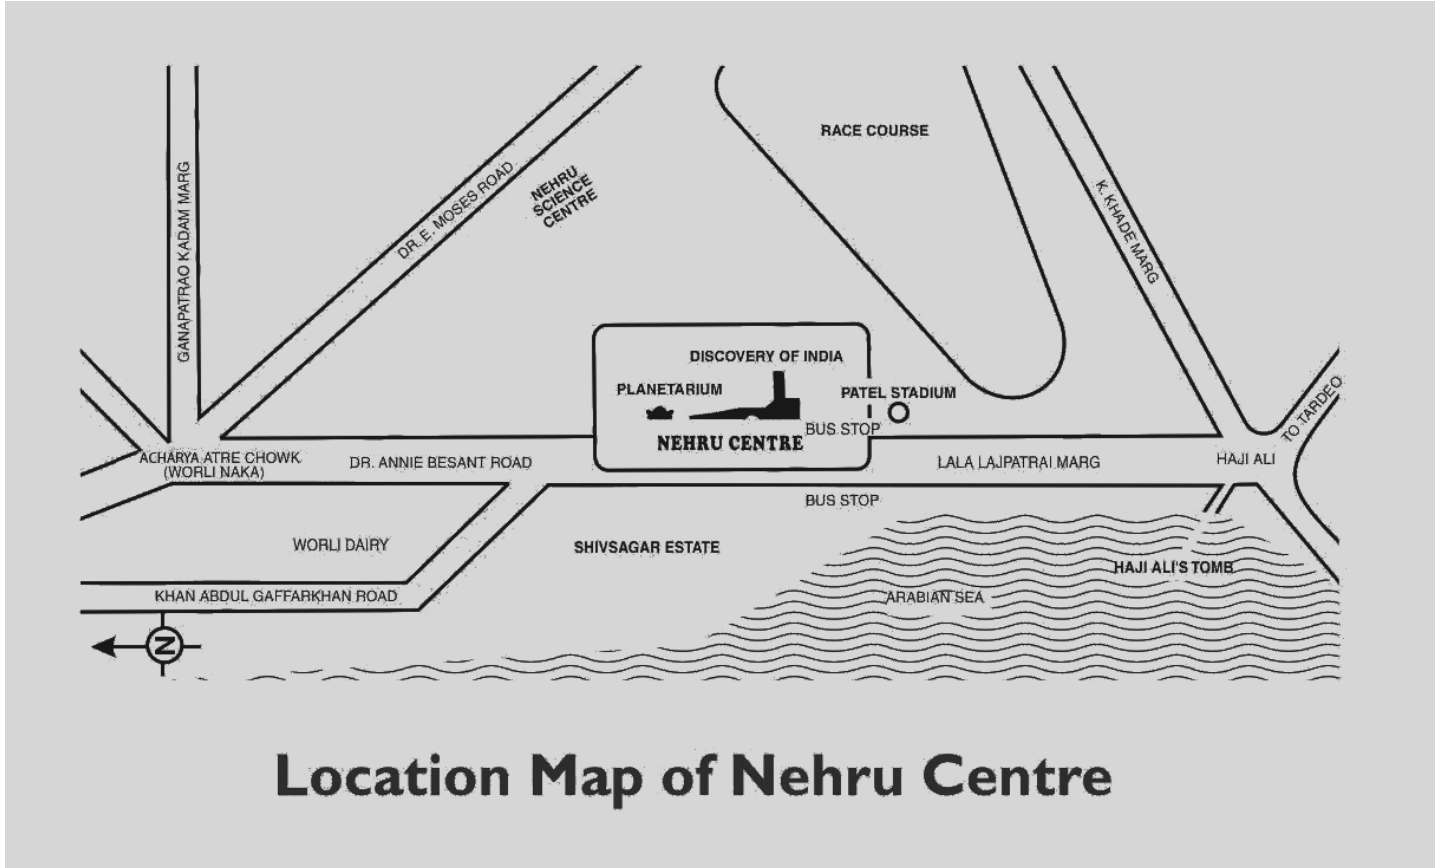 RACE COURSE
GANAPATRAO KADAM MARG
DR. E. MOSES ROAD
NEHRU
SCIENCE
CENTRE
K. KHADE MARG
DISCOVERY OF INDIA
PLANETARIUM
PATEL STADIUM
TO TARDEO
BUS STOP
NEHRU CENTRE
ACHARYA ATRE CHOWK
(WORLI NAKA)
DR. ANNIE BESANT ROAD
LALA LAJPATRAI MARG
HAJI ALI
BUS STOP
WORLI DAIRY
SHIVSAGAR ESTATE
HAJI ALI'S TOMB
KHAN ABDUL GAFFARKHAN ROAD
ARABIAN SEA
N
Location Map of Nehru Centre